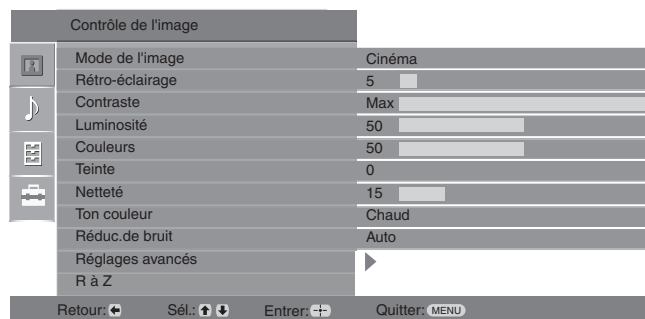 Contrôle de l'image
Mode de l'image Cinéma
Rétro-éclairage 5
Contraste Max
Luminosité 50
Couleurs 50
Teinte 0
Netteté 15
Ton couleur Chaud
Réduc.de bruit Auto
Réglages avancés
R à Z
Retour: Sél.: Entrer: Quitter: MENU